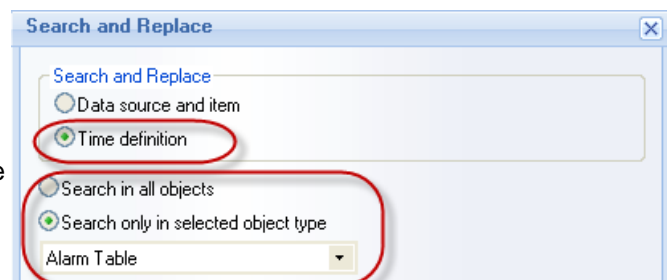 Search and Replace
Search and Replace
Data source and item
Time definition
e
Search in all objects
Search only in selected object type
Alarm Table